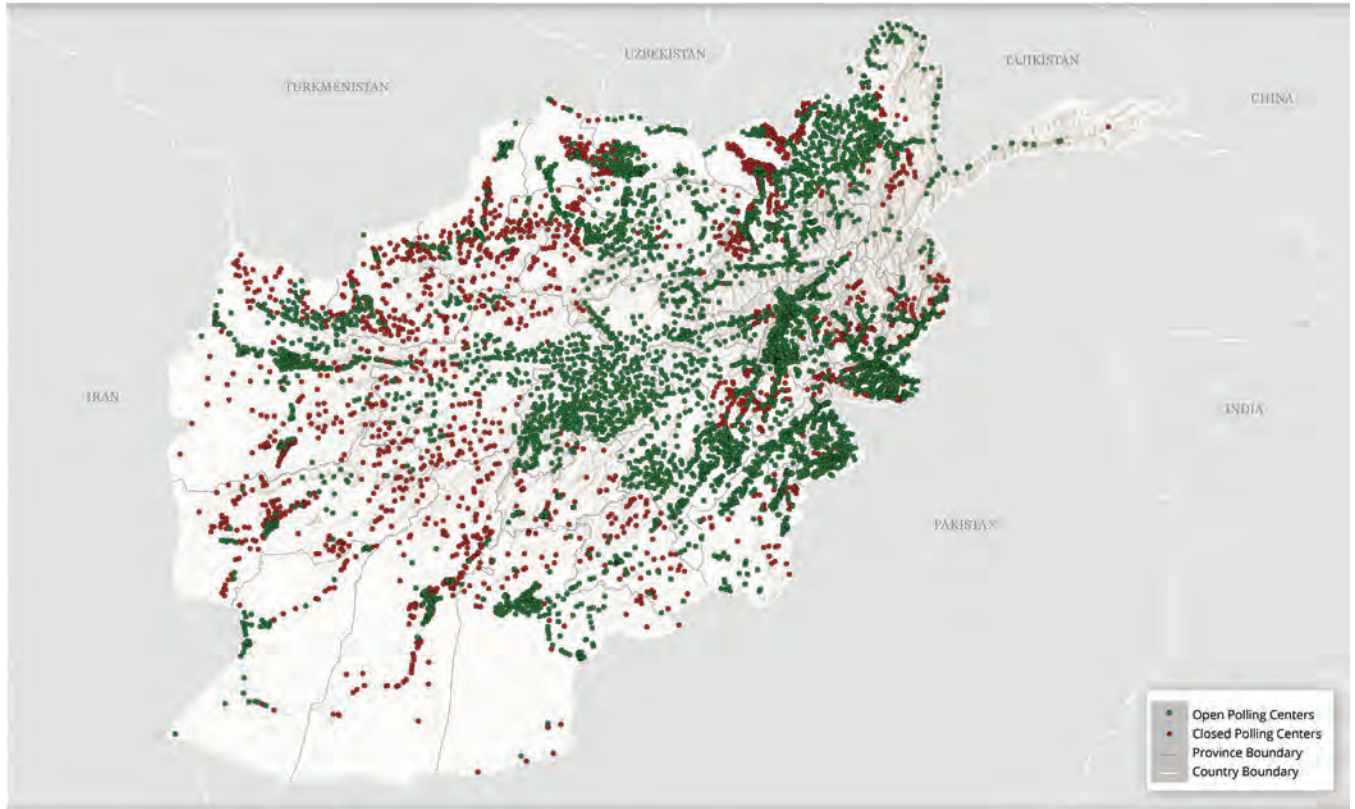 UZBEKISTAN
TAJIKISTAN
TURKMENISTAN
CHINA
IRAN
INDIA
PAKISTAN
Open Polling Centers
Closed Polling Centers
Province Boundary
Country Boundary